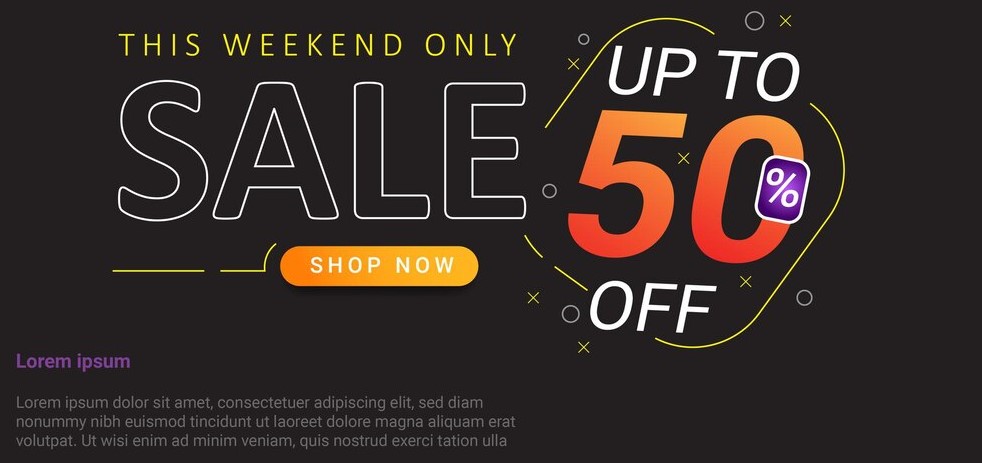 THIS WEEKEND ONLY
SALE
SHOP NOW
UP TO
50
%
OFF
Lorem ipsum
Lorem ipsum dolor sit amet, consectetuer adipiscing elit, sed diam
nonummy nibh euismod tincidunt ut laoreet dolore magna aliquam erat
volutpat. Ut wisi enim ad minim veniam, quis nostrud exerci tation ulla